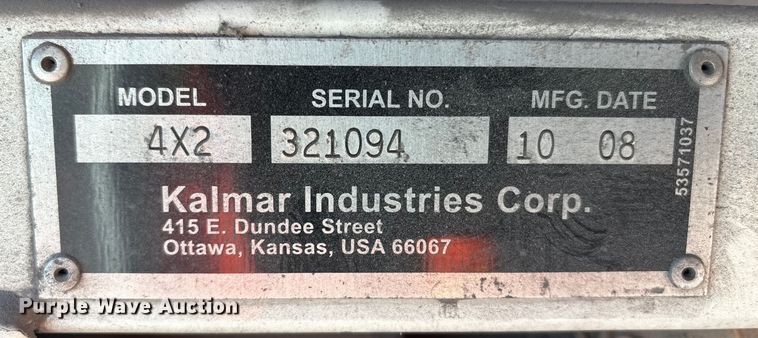 MODEL SERIAL NO. MFG. DATE
4X2 321094 10 08
Kalmar Industries Corp.
415 E. Dundee Street
Ottawa, Kansas, USA 66067
53571037
Purple Wave Auction